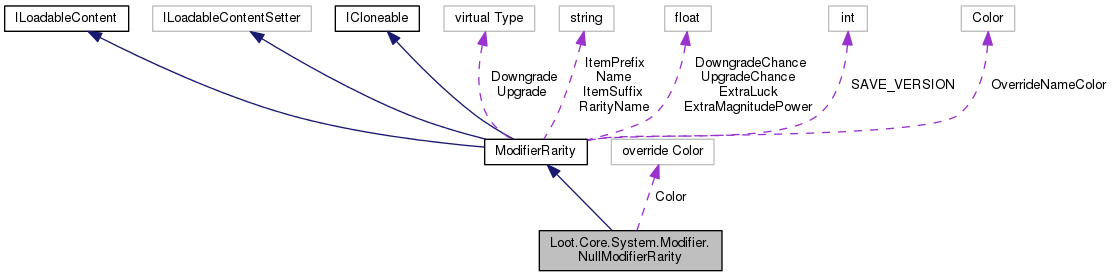 ILoadableContent
ILoadableContentSetter
ICloneable
virtual Type
string
float
int
Color
Downgrade
Upgrade
ItemPrefix
Name
ItemSuffix
RarityName
DowngradeChance
UpgradeChance
ExtraLuck
ExtraMagnitudePower
SAVE_VERSION
OverrideNameColor
ModifierRarity
override Color
Color
Loot.Core.System.Modifier.
NullModifierRarity